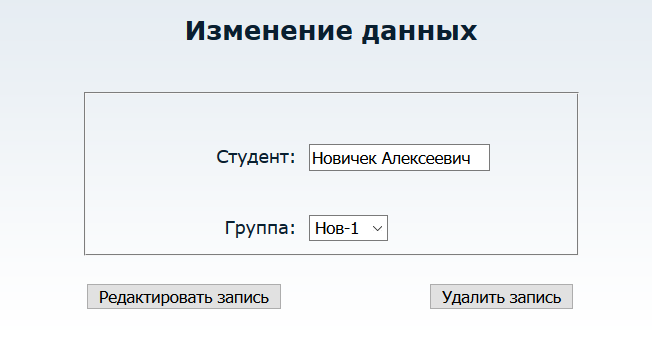 Изменение данных
Студент: Новичек Алексеевич
Группа: Нов-1
Редактировать запись Удалить запись